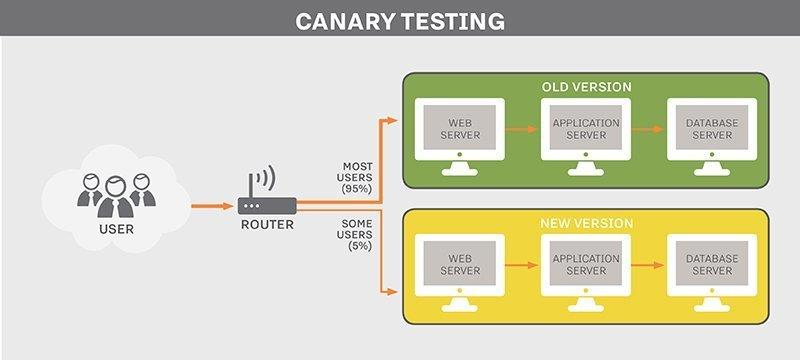 CANARY TESTING
OLD VERSION
WEB
SERVER
APPLICATION
SERVER
DATABASE
SERVER
MOST
USERS
(95%)
USER
ROUTER
SOME
USERS
(5%)
NEW VERSION
WEB
SERVER
APPLICATION
SERVER
DATABASE
SERVER